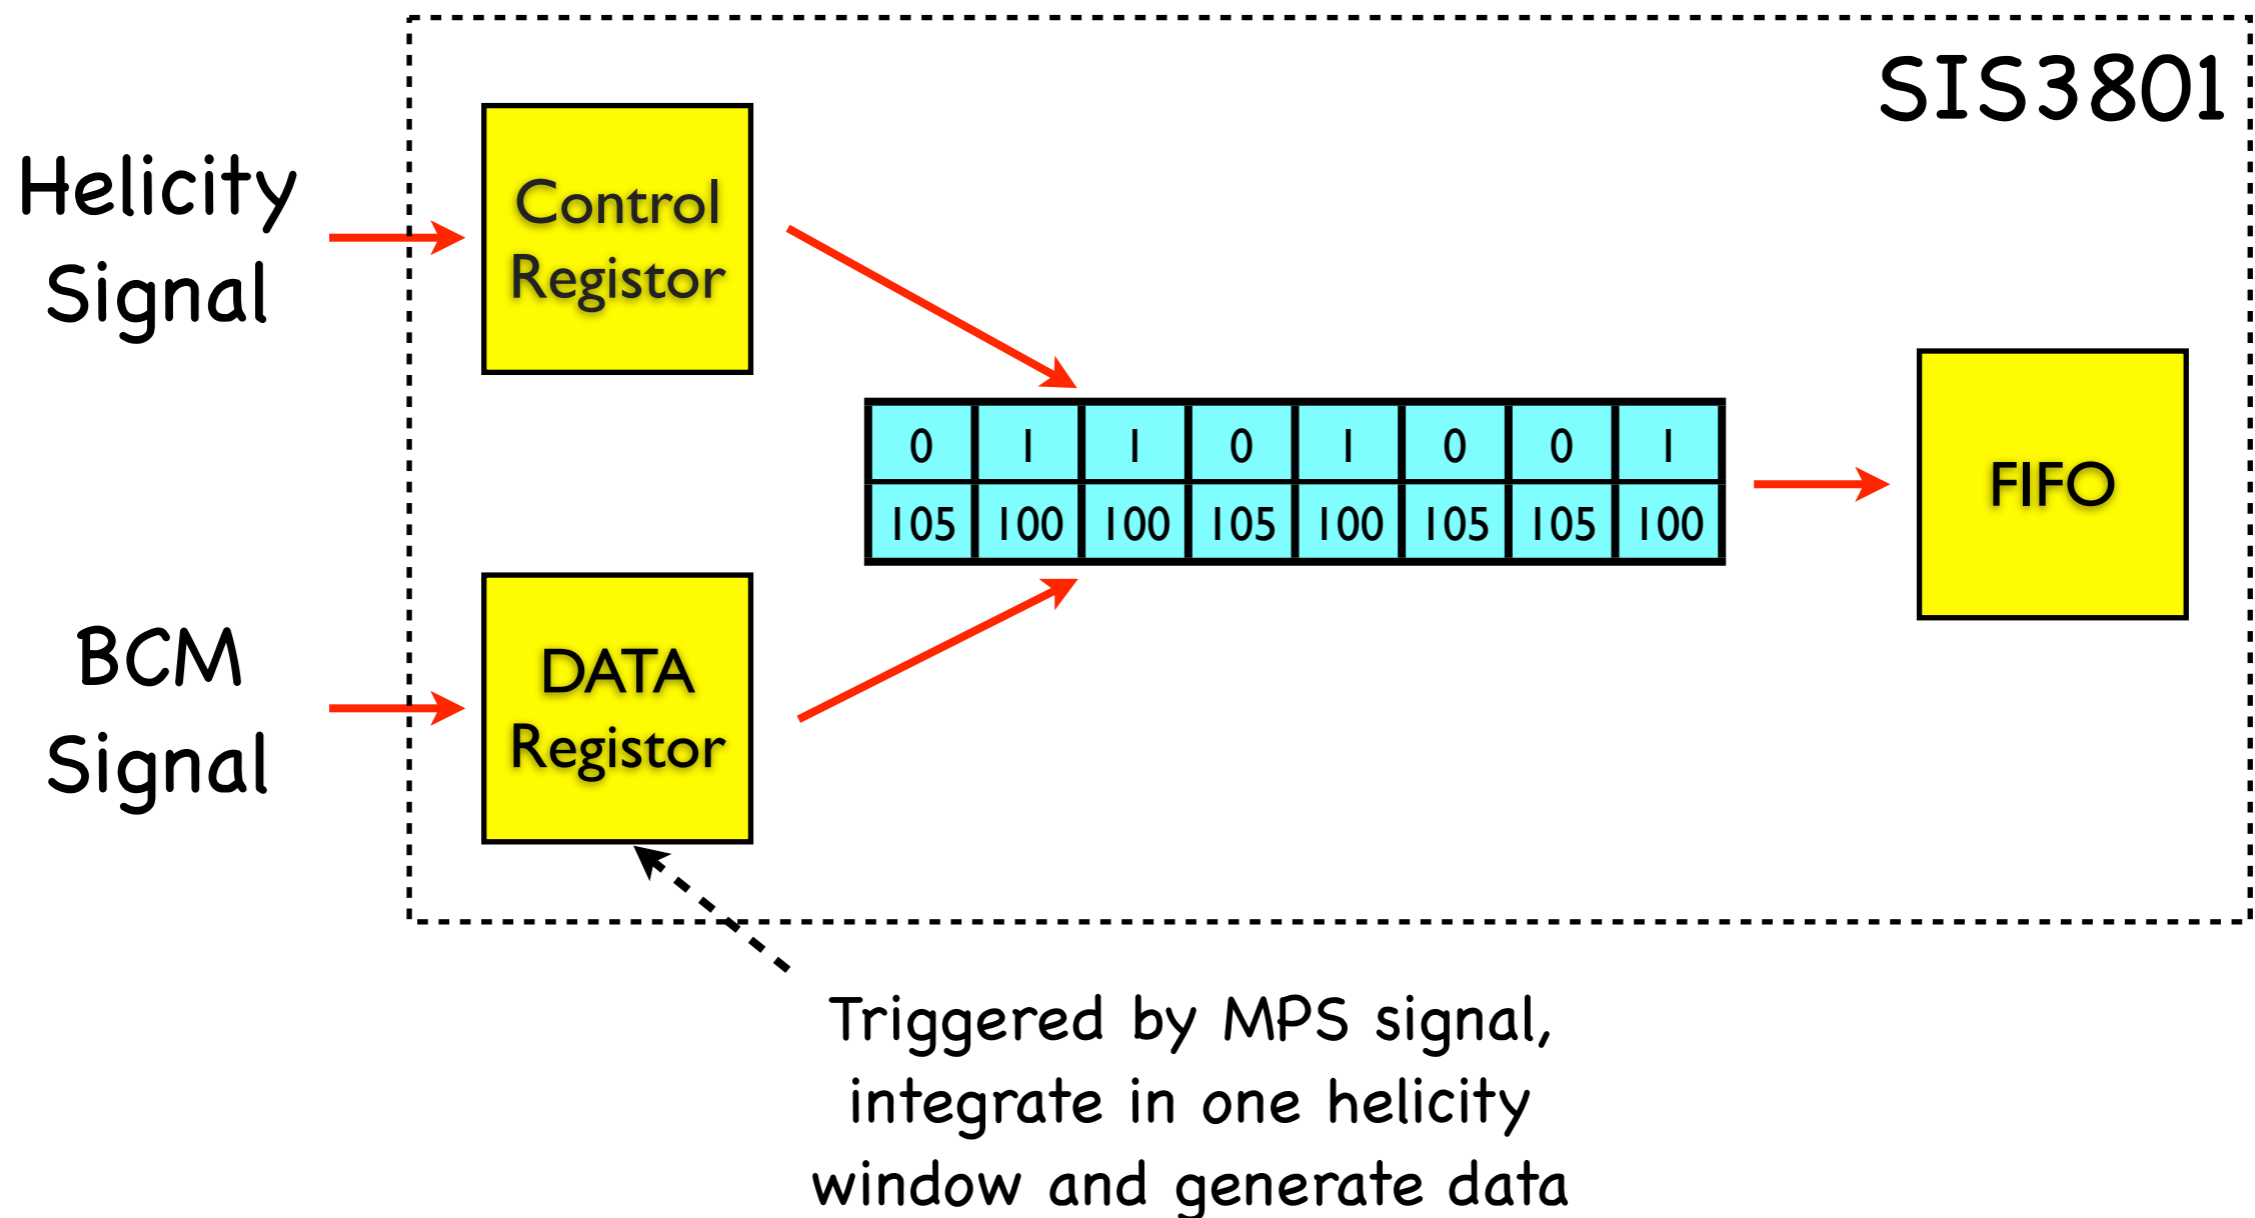 SIS3801
Helicity
Signal
Control
Registor
0 1 1 0 1 0 0 1
105 100 100 105 100 105 105 100
FIFO
BCM
Signal
DATA
Registor
Triggered by MPS signal,
integrate in one helicity
window and generate data